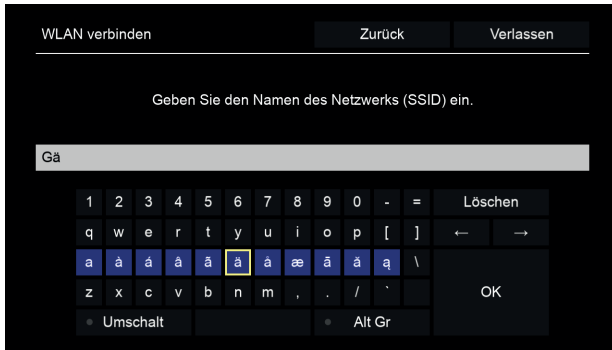 WLAN verbinden Zurück Verlassen
Geben Sie den Namen des Netzwerks (SSID) ein.
Gä
1 2 3 4 5 6 7 8 9 0 - = Löschen
q w e r t y u i o p [ ] ← →
a à á â ã ä å æ ā ă ą \
z x c v b n m , . / `
OK
Umschalt Alt Gr